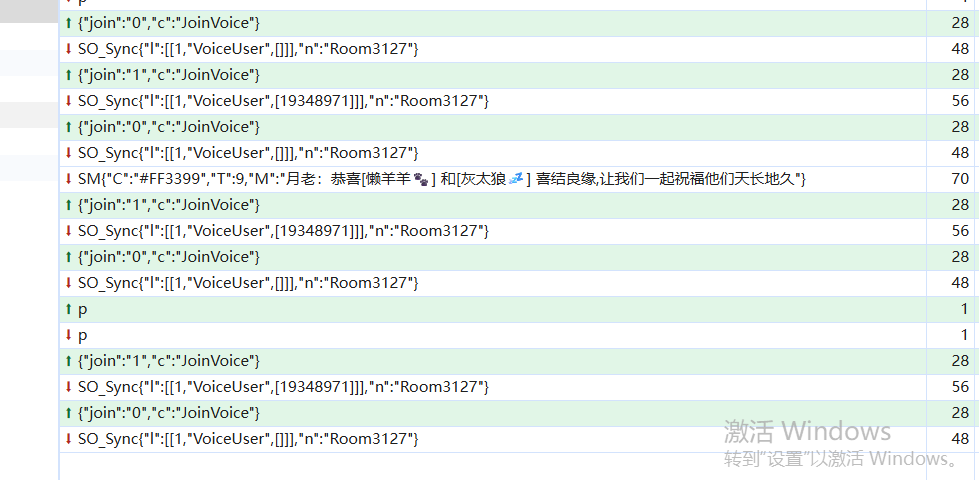 ↑ {"join":"0","c":"JoinVoice"} 28
↓ SO_Sync{"l":[[1,"VoiceUser",[]]],"n":"Room3127"} 48
↑ {"join":"1","c":"JoinVoice"} 28
↓ SO_Sync{"l":[[1,"VoiceUser",[19348971]]],"n":"Room3127"} 56
↑ {"join":"0","c":"JoinVoice"} 28
↓ SO_Sync{"l":[[1,"VoiceUser",[]]],"n":"Room3127"} 48
↓ SM{"C":"#FF3399","T":9,"M":"月老：恭喜[懒羊羊🐾] 和[灰太狼💤] 喜结良缘,让我们一起祝福他们天长地久"} 70
↑ {"join":"1","c":"JoinVoice"} 28
↓ SO_Sync{"l":[[1,"VoiceUser",[19348971]]],"n":"Room3127"} 56
↑ {"join":"0","c":"JoinVoice"} 28
↓ SO_Sync{"l":[[1,"VoiceUser",[]]],"n":"Room3127"} 48
↑ p 1
↓ p 1
↑ {"join":"1","c":"JoinVoice"} 28
↓ SO_Sync{"l":[[1,"VoiceUser",[19348971]]],"n":"Room3127"} 56
↑ {"join":"0","c":"JoinVoice"} 28
↓ SO_Sync{"l":[[1,"VoiceUser",[]]],"n":"Room3127"} 48
激活 Windows
转到"设置"以激活 Windows。